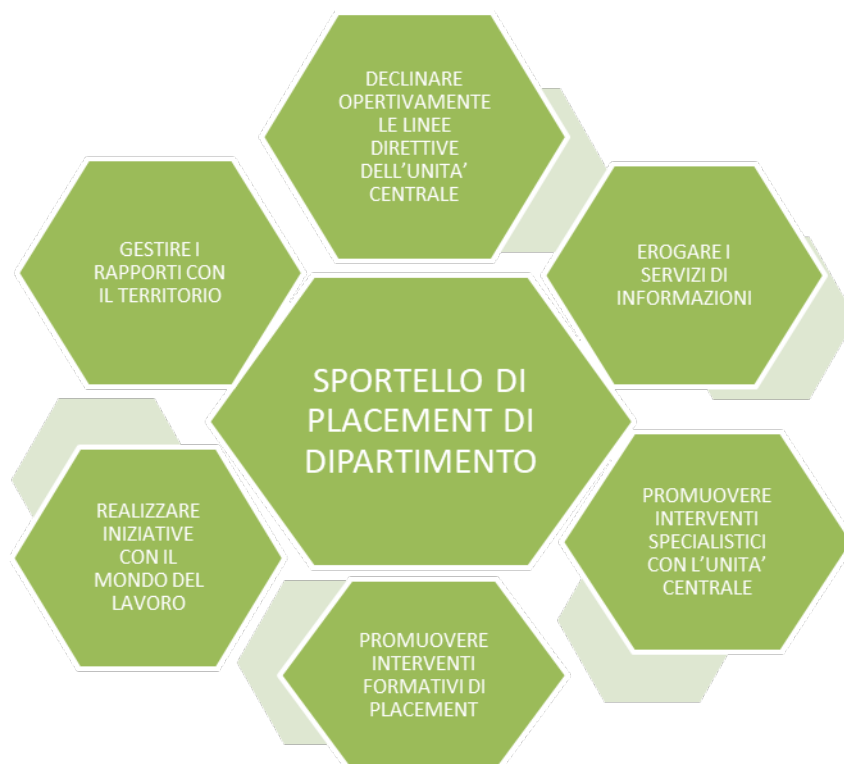 DECLINARE
OPERTIVAMENTE
LE LINEE
DIRETTIVE
DELL'UNITA'
CENTRALE
GESTIRE I
RAPPORTI CON
IL TERRITORIO
EROGARE I
SERVIZI DI
INFORMAZIONI
SPORTELLO DI
PLACEMENT DI
DIPARTIMENTO
REALIZZARE
INIZIATIVE
CON IL
MONDO DEL
LAVORO
PROMUOVERE
INTERVENTI
SPECIALISTICI
CON L'UNITA'
CENTRALE
PROMUOVERE
INTERVENTI
FORMATIVI DI
PLACEMENT